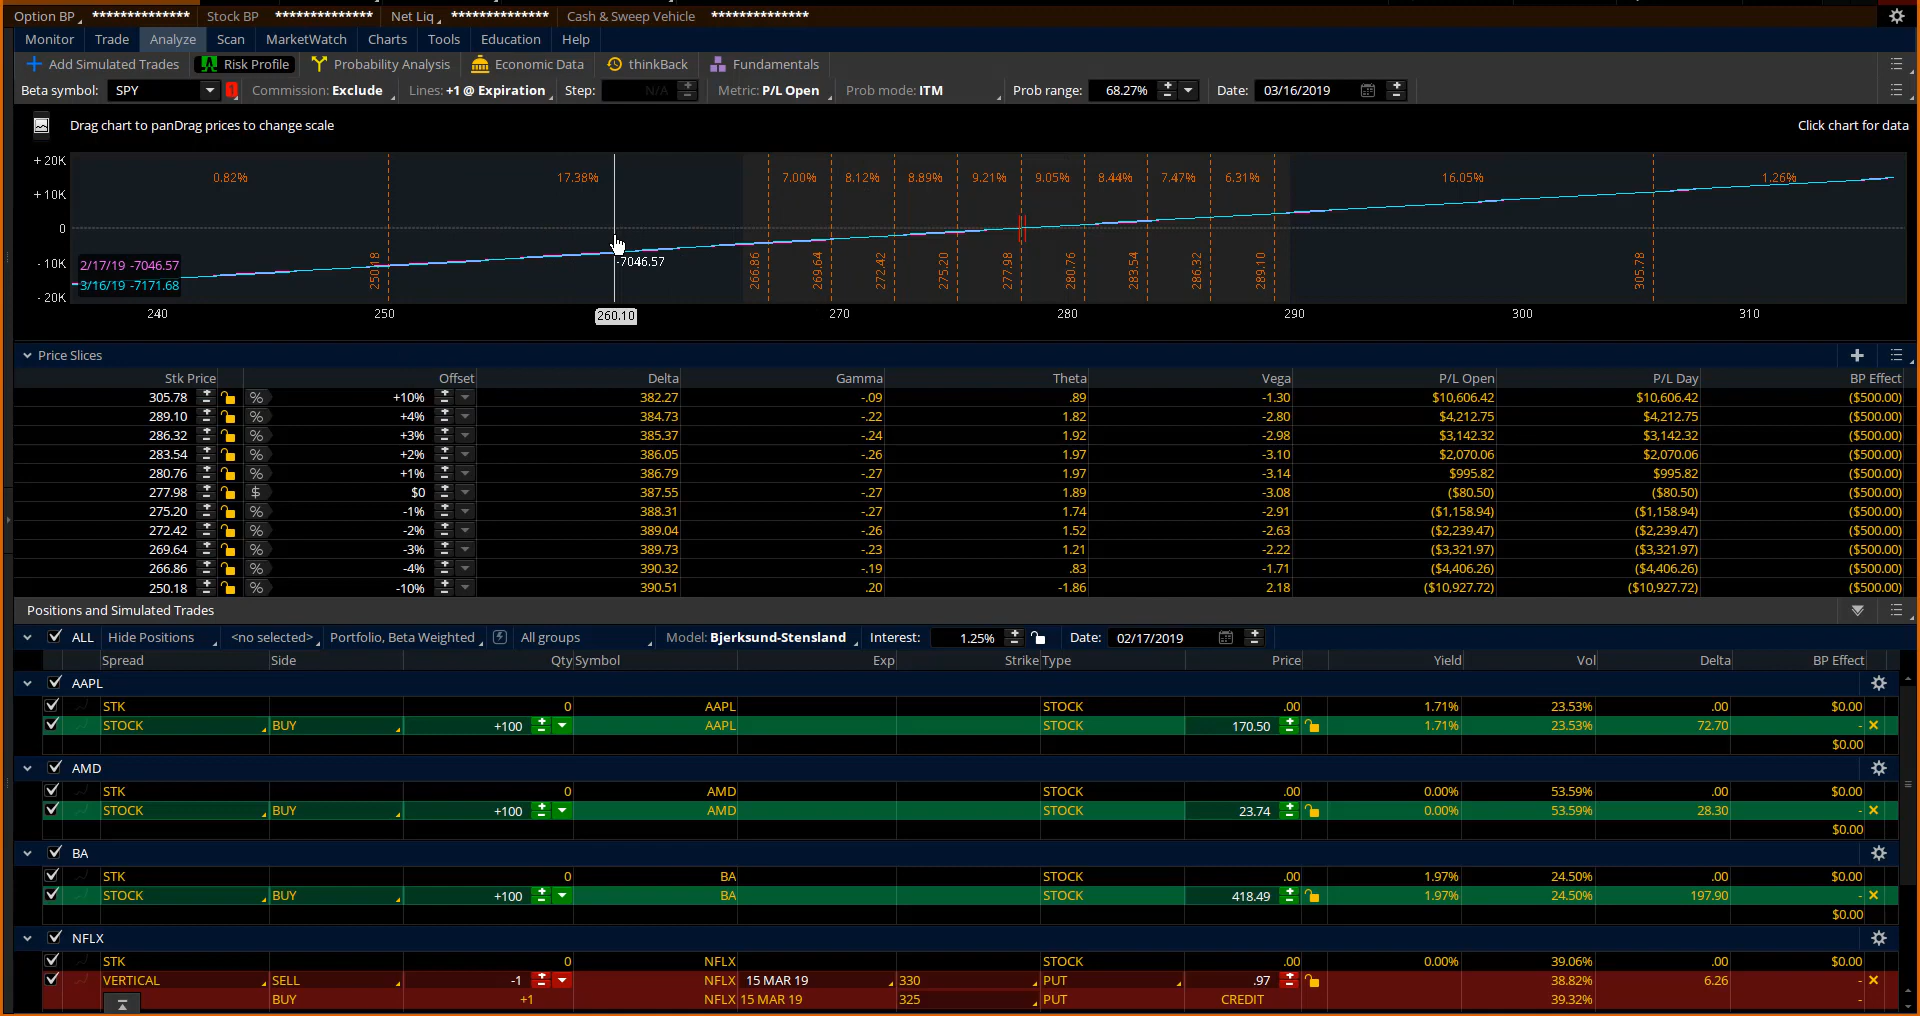 Option BP ************** Stock BP ************** Net Liq ************** Cash & Sweep Vehicle **************
Monitor Trade Analyze Scan MarketWatch Charts Tools Education Help
Add Simulated Trades Risk Profile Probability Analysis Economic Data thinkBack Fundamentals
Beta symbol: SPY 1 Commission: Exclude Lines: +1 @ Expiration Step: N/A Metric: P/L Open Prob mode: ITM Prob range: 68.27% Date: 03/16/2019
Drag chart to panDrag prices to change scale Click chart for data
+20K
+10K
0
-10K
-20K
0.82% 17.38% 7.00% 8.12% 8.89% 9.21% 9.05% 8.44% 7.47% 6.31% 16.05% 1.26%
2/17/19 -7046.57
3/16/19 -7171.68
-7046.57
250.18 266.86 269.64 272.42 275.20 277.98 280.76 283.54 286.32 289.10 305.78
240 250 260.10 270 280 290 300 310
Price Slices
Stk Price Offset Delta Gamma Theta Vega P/L Open P/L Day BP Effect
305.78 % +10% 382.27 -.09 .89 -1.30 $10,606.42 $10,606.42 ($500.00)
289.10 % +4% 384.73 -.22 1.82 -2.80 $4,212.75 $4,212.75 ($500.00)
286.32 % +3% 385.37 -.24 1.92 -2.98 $3,142.32 $3,142.32 ($500.00)
283.54 % +2% 386.05 -.26 1.97 -3.10 $2,070.06 $2,070.06 ($500.00)
280.76 % +1% 386.79 -.27 1.97 -3.14 $995.82 $995.82 ($500.00)
277.98 $ $0 387.55 -.27 1.89 -3.08 ($80.50) ($80.50) ($500.00)
275.20 % -1% 388.31 -.27 1.74 -2.91 ($1,158.94) ($1,158.94) ($500.00)
272.42 % -2% 389.04 -.26 1.52 -2.63 ($2,239.47) ($2,239.47) ($500.00)
269.64 % -3% 389.73 -.23 1.21 -2.22 ($3,321.97) ($3,321.97) ($500.00)
266.86 % -4% 390.32 -.19 .83 -1.71 ($4,406.26) ($4,406.26) ($500.00)
250.18 % -10% 390.51 .20 -1.86 2.18 ($10,927.72) ($10,927.72) ($500.00)
Positions and Simulated Trades
ALL Hide Positions <no selected> Portfolio, Beta Weighted All groups Model: Bjerksund-Stensland Interest: 1.25% Date: 02/17/2019
Spread Side Qty Symbol Exp Strike Type Price Yield Vol Delta BP Effect
AAPL
STK 0 AAPL STOCK .00 1.71% 23.53% .00 $0.00
STOCK BUY +100 AAPL STOCK 170.50 1.71% 23.53% 72.70 -
$0.00
AMD
STK 0 AMD STOCK .00 0.00% 53.59% .00 $0.00
STOCK BUY +100 AMD STOCK 23.74 0.00% 53.59% 28.30 -
$0.00
BA
STK 0 BA STOCK .00 1.97% 24.50% .00 $0.00
STOCK BUY +100 BA STOCK 418.49 1.97% 24.50% 197.90 -
$0.00
NFLX
STK 0 NFLX STOCK .00 0.00% 39.06% .00 $0.00
VERTICAL SELL -1 NFLX 15 MAR 19 330 PUT .97 38.82% 6.26 -
BUY +1 NFLX 15 MAR 19 325 PUT CREDIT 39.32% -